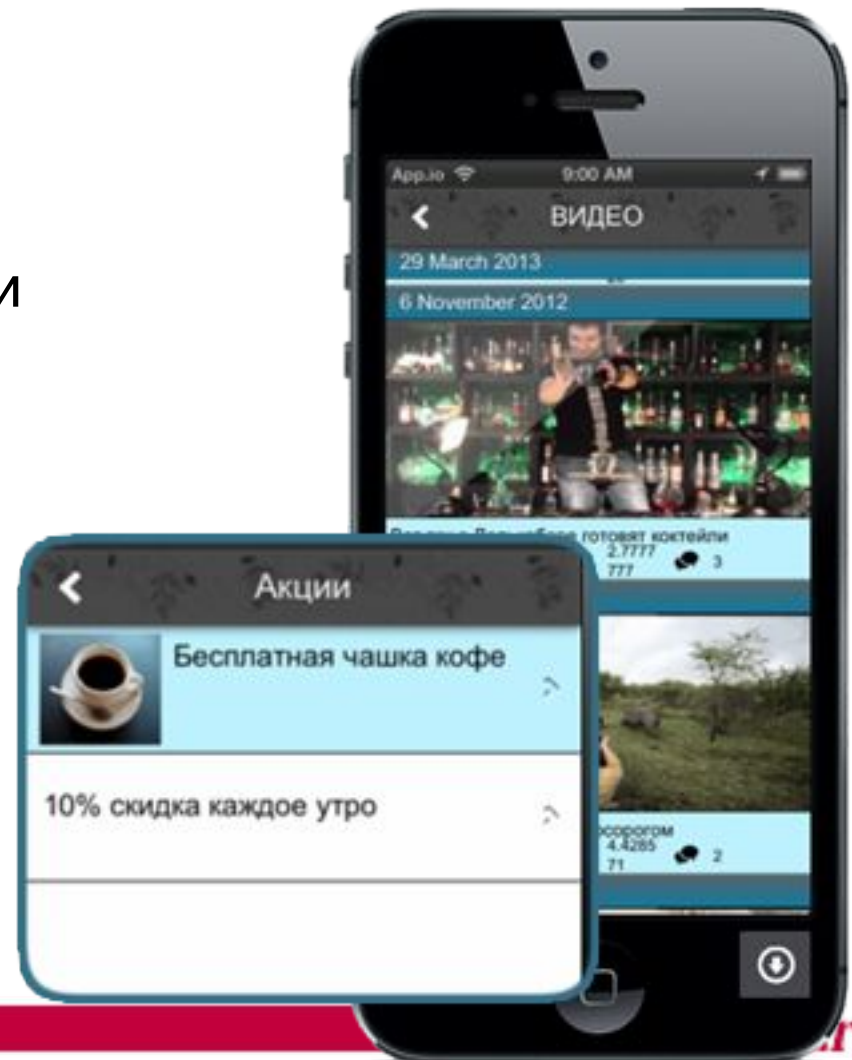 и
App.io 9:00 AM
ВИДЕО
29 March 2013
6 November 2012
готовят коктейли
2.7777
777
3
Акции
Бесплатная чашка кофе
10% скидка каждое утро
4.4285
71
2